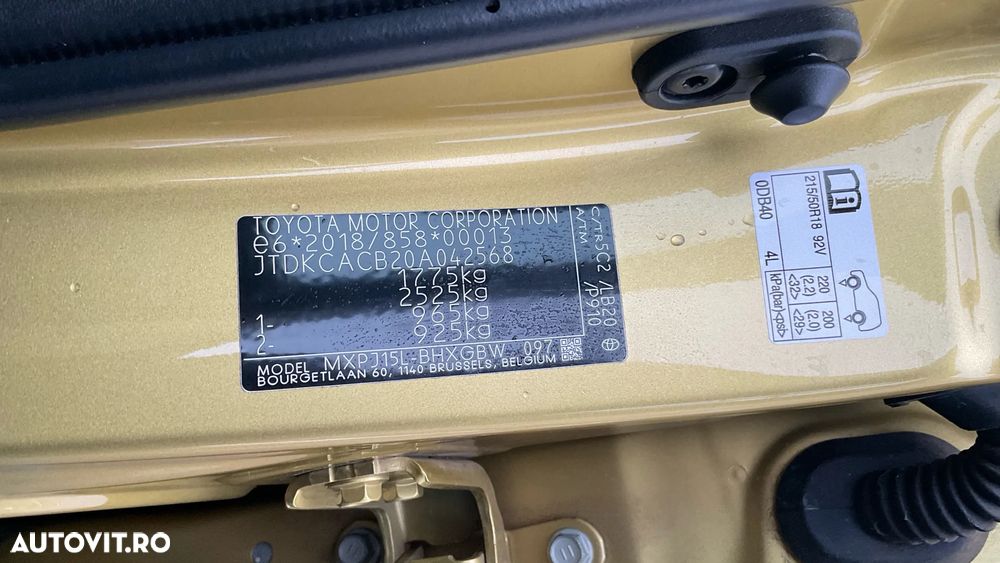 TOYOTA MOTOR CORPORATION
e6*2018/858*00013
JTDKCACB20A042568
1775kg
2525kg
1- 965kg
2- 925kg
MODEL MXPJ15L-BHXGBW 097
BOURGETLAAN 60, 1140 BRUSSELS, BELGIUM
C/TR5C2 /LB20
A/TM /P910
0DB40 4L
215/50R18 92V
220 200
(2.2) (2.0)
<32> <29>
kPa(bar)<psi>
i
AUTOVIT.RO